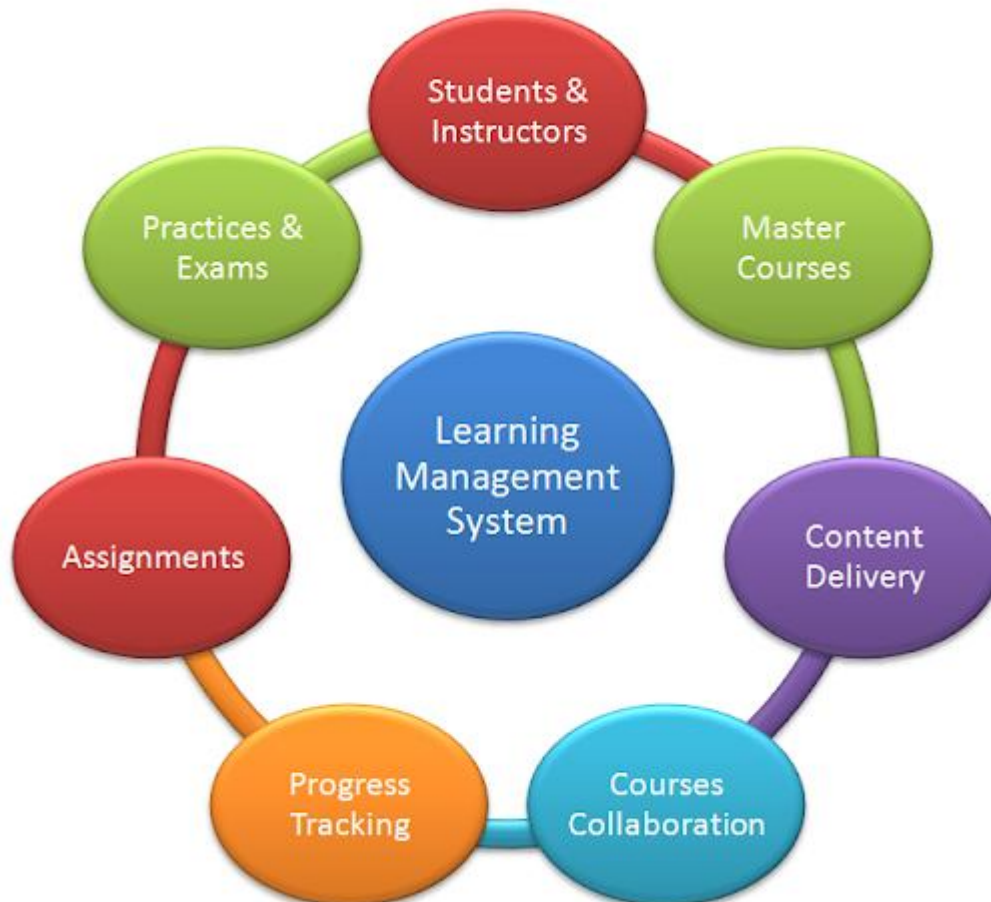 Students &
Instructors
Master
Courses
Content
Delivery
Courses
Collaboration
Progress
Tracking
Assignments
Practices &
Exams
Learning
Management
System